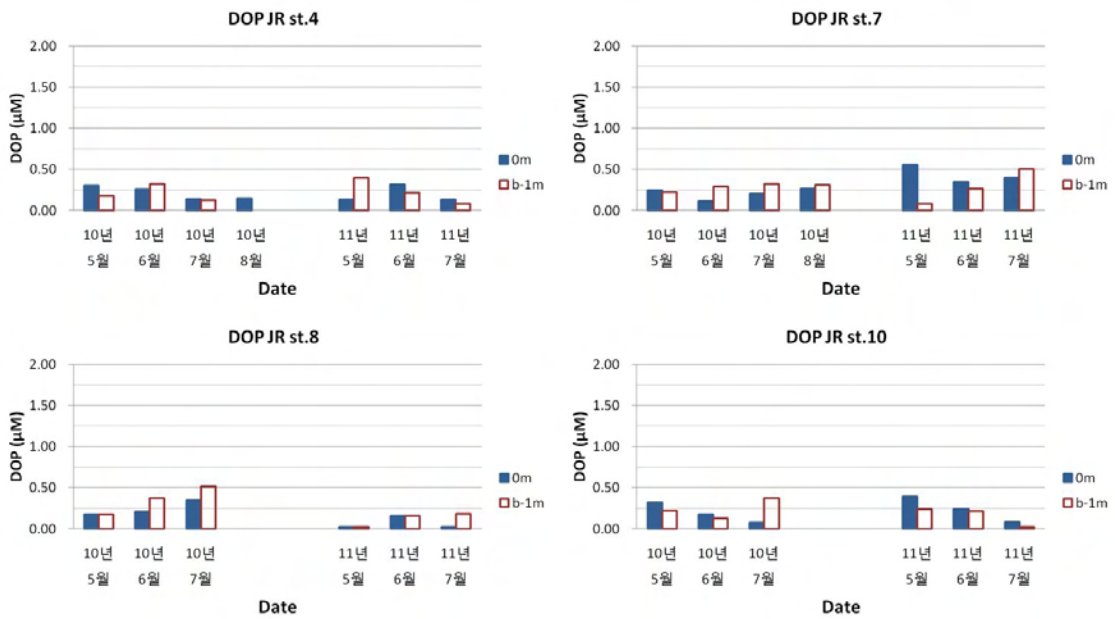 DOP JR st.4
2.00
1.50
1.00
0.50
0.00
DOP (μM)
10년 10년 10년 10년 11년 11년 11년
5월 6월 7월 8월 5월 6월 7월
Date
0m
b-1m
DOP JR st.7
2.00
1.50
1.00
0.50
0.00
DOP (μM)
10년 10년 10년 10년 11년 11년 11년
5월 6월 7월 8월 5월 6월 7월
Date
0m
b-1m
DOP JR st.8
2.00
1.50
1.00
0.50
0.00
DOP (μM)
10년 10년 10년 11년 11년 11년
5월 6월 7월 5월 6월 7월
Date
0m
b-1m
DOP JR st.10
2.00
1.50
1.00
0.50
0.00
DOP (μM)
10년 10년 10년 11년 11년 11년
5월 6월 7월 5월 6월 7월
Date
0m
b-1m